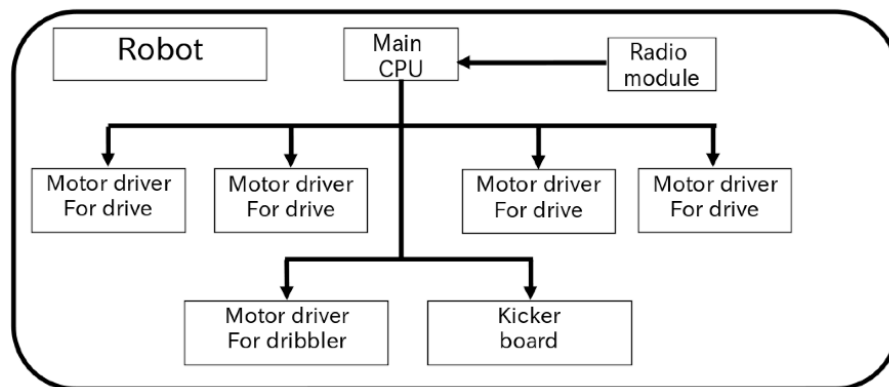 Robot
Main
CPU
Radio
module
Motor driver
For drive
Motor driver
For drive
Motor driver
For drive
Motor driver
For drive
Motor driver
For dribbler
Kicker
board